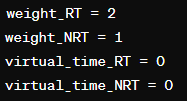 weight_RT = 2
weight_NRT = 1
virtual_time_RT = 0
virtual_time_NRT = 0